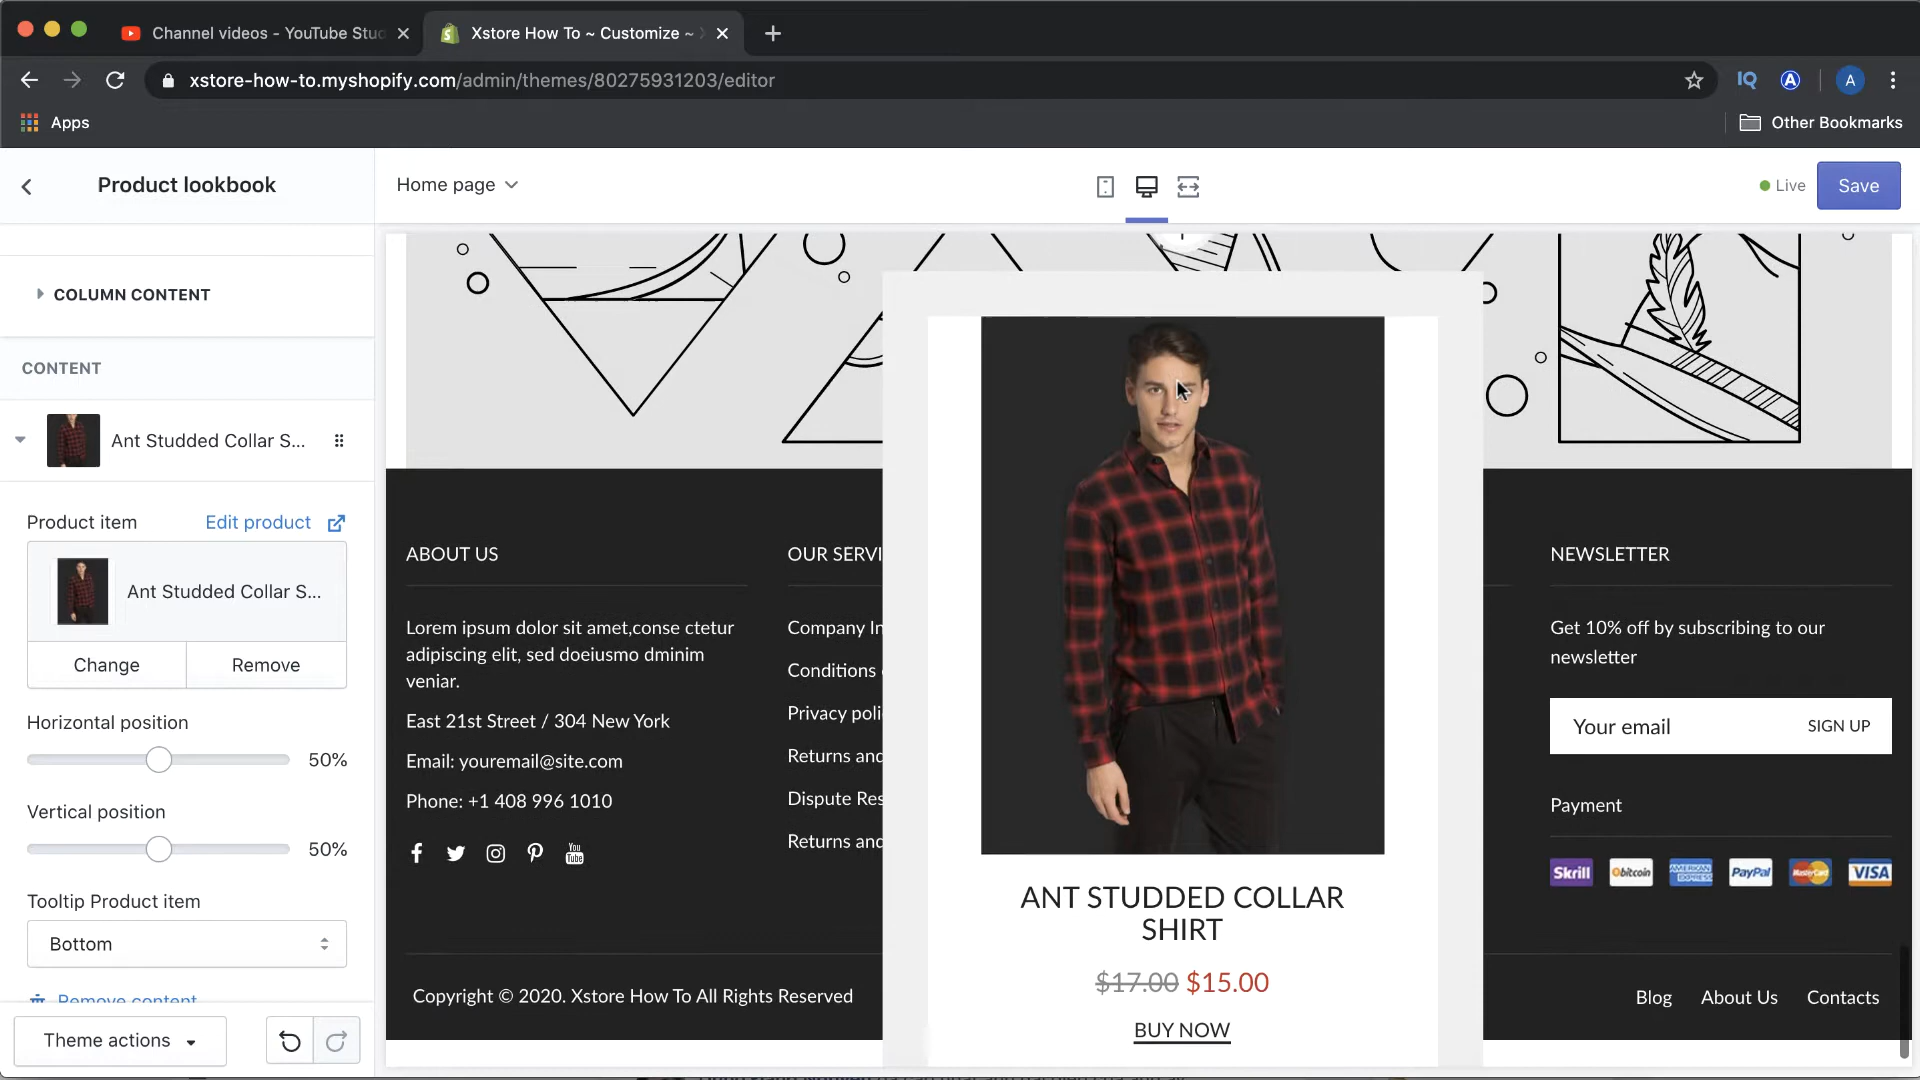 Channel videos - YouTube Stu
Xstore How To ~ Customize ~
xstore-how-to.myshopify.com/admin/themes/80275931203/editor
IQ
A
A
Apps
Other Bookmarks
Product lookbook
Home page
Live
Save
COLUMN CONTENT
CONTENT
Ant Studded Collar S...
Product item
Edit product
Ant Studded Collar S...
Change
Remove
Horizontal position
50%
Vertical position
50%
Tooltip Product item
Bottom
Remove content
Theme actions
ABOUT US
Lorem ipsum dolor sit amet,conse ctetur
adipiscing elit, sed doeiusmo dminim
veniar.
East 21st Street / 304 New York
Email: youremail@site.com
Phone: +1 408 996 1010
You
Tube
OUR SERVI
Company In
Conditions
Privacy poli
Returns and
Dispute Res
Returns and
ANT STUDDED COLLAR
SHIRT
$17.00 $15.00
BUY NOW
NEWSLETTER
Get 10% off by subscribing to our
newsletter
Your email
SIGN UP
Payment
Skrill
bitcoin
AMERICAN
EXPRESS
PayPal
MasterCard
VISA
Copyright © 2020. Xstore How To All Rights Reserved
Blog
About Us
Contacts